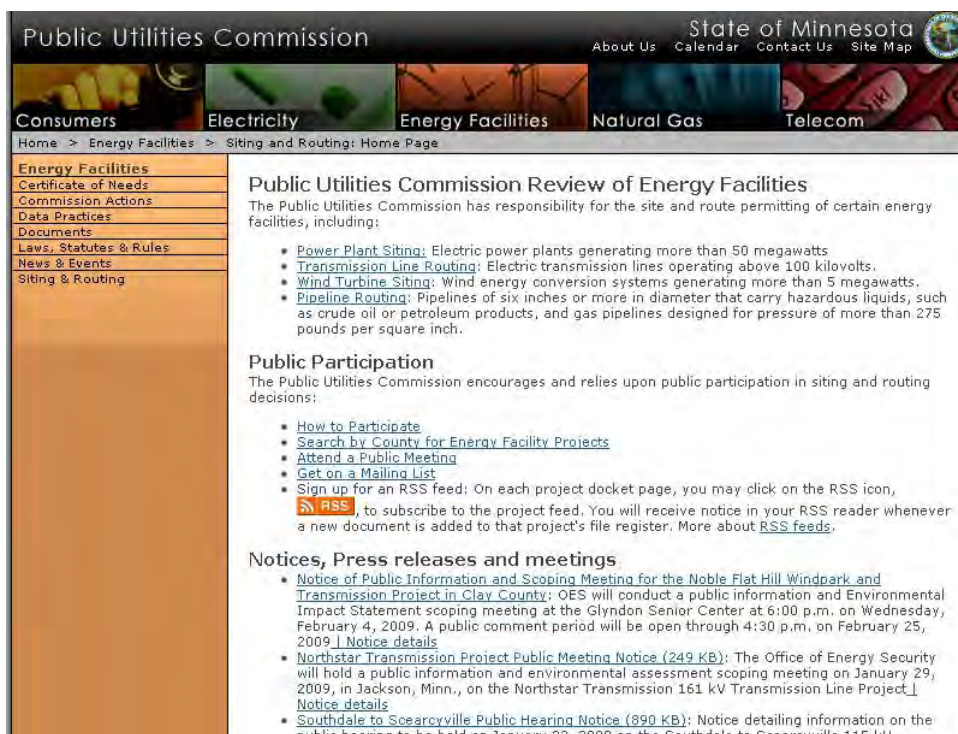 Public Utilities Commission
State of Minnesota
About Us Calendar Contact Us Site Map
Consumers Electricity Energy Facilities Natural Gas Telecom
Home > Energy Facilities > Siting and Routing: Home Page
Energy Facilities
Certificate of Needs
Commission Actions
Data Practices
Documents
Laws, Statutes & Rules
News & Events
Siting & Routing
Public Utilities Commission Review of Energy Facilities
The Public Utilities Commission has responsibility for the site and route permitting of certain energy
facilities, including:
• Power Plant Siting: Electric power plants generating more than 50 megawatts
• Transmission Line Routing: Electric transmission lines operating above 100 kilovolts.
• Wind Turbine Siting: Wind energy conversion systems generating more than 5 megawatts.
• Pipeline Routing: Pipelines of six inches or more in diameter that carry hazardous liquids, such
as crude oil or petroleum products, and gas pipelines designed for pressure of more than 275
pounds per square inch.
Public Participation
The Public Utilities Commission encourages and relies upon public participation in siting and routing
decisions:
• How to Participate
• Search by County for Energy Facility Projects
• Attend a Public Meeting
• Get on a Mailing List
• Sign up for an RSS feed: On each project docket page, you may click on the RSS icon,
RSS , to subscribe to the project feed. You will receive notice in your RSS reader whenever
a new document is added to that project's file register. More about RSS feeds.
Notices, Press releases and meetings
• Notice of Public Information and Scoping Meeting for the Noble Flat Hill Windpark and
Transmission Project in Clay County: OES will conduct a public information and Environmental
Impact Statement scoping meeting at the Glyndon Senior Center at 6:00 p.m. on Wednesday,
February 4, 2009. A public comment period will be open through 4:30 p.m. on February 25,
2009 | Notice details
• Northstar Transmission Project Public Meeting Notice (249 KB): The Office of Energy Security
will hold a public information and environmental assessment scoping meeting on January 29,
2009, in Jackson, Minn., on the Northstar Transmission 161 kV Transmission Line Project |
Notice details
• Southdale to Scearcyville Public Hearing Notice (890 KB): Notice detailing information on the